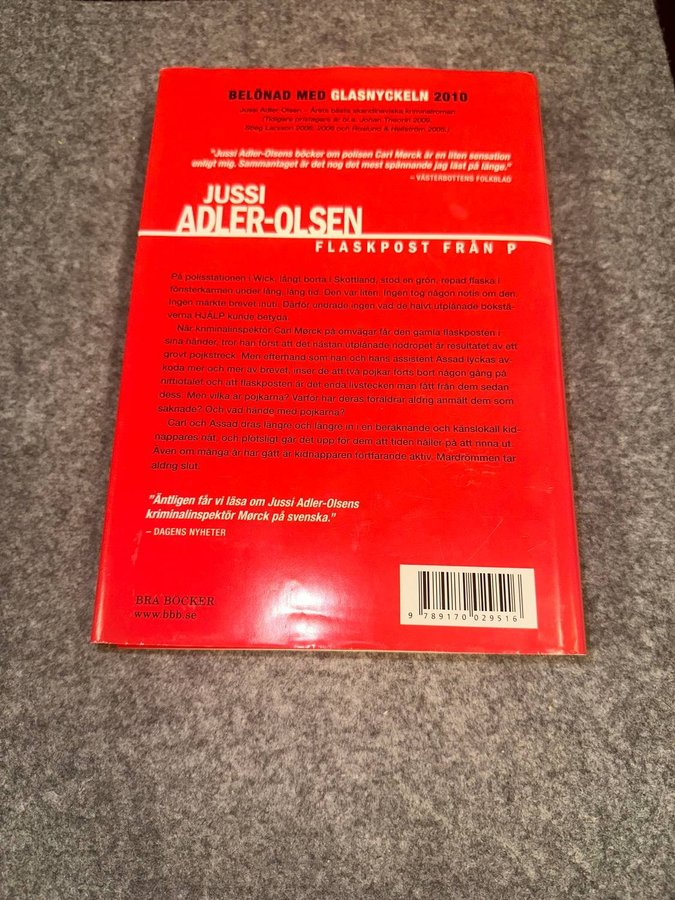 BELÖNAD MED GLASNYCKELN 2010
Jussi Adler-Olsen – Årets bästa skandinaviska kriminalroman
(Tidigare pristagare är bl.a. Johan Theorin 2009,
Stieg Larsson 2006, 2008 och Roslund & Hellström 2005.)
"Jussi Adler-Olsens böcker om polisen Carl Mørck är en liten sensation
enligt mig. Sammantaget är det nog det mest spännande jag läst på länge."
– VÄSTERBOTTENS FOLKBLAD
JUSSI
ADLER-OLSEN
FLASKPOST FRÅN P
På polisstationen i Wick, långt borta i Skottland, stod en grön, repad flaska i
fönsterkarmen under lång, lång tid. Den var liten. Ingen tog någon notis om den.
Ingen märkte brevet inuti. Därför undrade ingen vad de halvt utplånade bokstä-
verna HJÄLP kunde betyda.
När kriminalinspektör Carl Mørck på omvägar får den gamla flaskposten i
sina händer, tror han först att det nästan utplånade nödropet är resultatet av ett
grovt pojkstreck. Men efterhand som han och hans assistent Assad lyckas av-
koda mer och mer av brevet, inser de att två pojkar förts bort någon gång på
nittiotalet och att flaskposten är det enda livstecken man fått från dem sedan
dess. Men vilka är pojkarna? Varför har deras föräldrar aldrig anmält dem som
saknade? Och vad hände med pojkarna?
Carl och Assad dras längre och längre in i en beräknande och känslokall kid-
nappares nät, och plötsligt går det upp för dem att tiden håller på att rinna ut.
Även om många år har gått är kidnapparen fortfarande aktiv. Mardrömmen tar
aldrig slut.
"Äntligen får vi läsa om Jussi Adler-Olsens
kriminalinspektör Mørck på svenska."
– DAGENS NYHETER
BRA BÖCKER
www.bbb.se
9 789170 029516